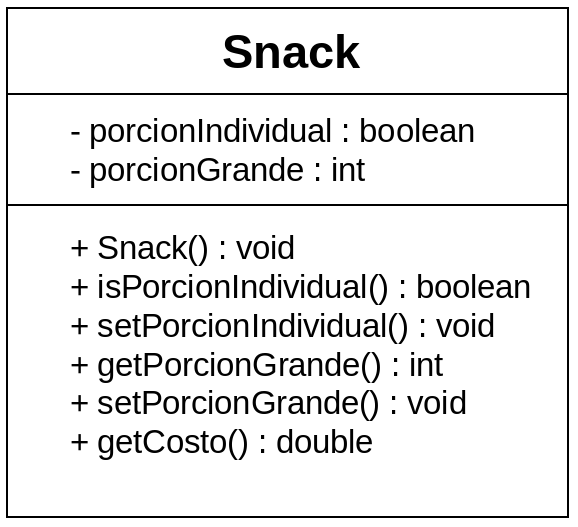 Snack
- porcionIndividual : boolean
- porcionGrande : int
+ Snack() : void
+ isPorcionIndividual() : boolean
+ setPorcionIndividual() : void
+ getPorcionGrande() : int
+ setPorcionGrande() : void
+ getCosto() : double